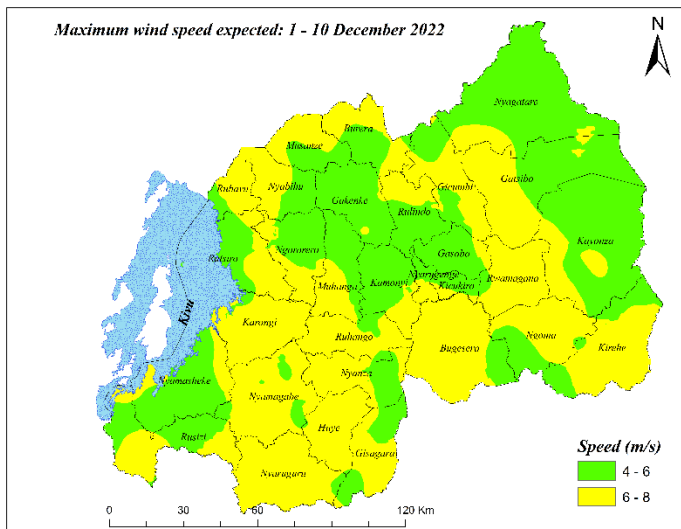 Maximum wind speed expected: 1 - 10 December 2022
N
Nyagatare
Burera
Musanze
Rubavu
Nyabihu
Gakenke
Gicumbi
Gatsibo
Rulindo
Kayonza
Rutsiro
Ngororero
Gasabo
Nyarugenge
Kicukiro
Rwamagana
Kamonyi
Muhanga
Kivu
Karongi
Ruhango
Bugesera
Ngoma
Kirehe
Nyamasheke
Nyanza
Nyamagabe
Huye
Rusizi
Gisagara
Nyaruguru
Speed (m/s)
4 - 6
6 - 8
0 30 60 120 Km